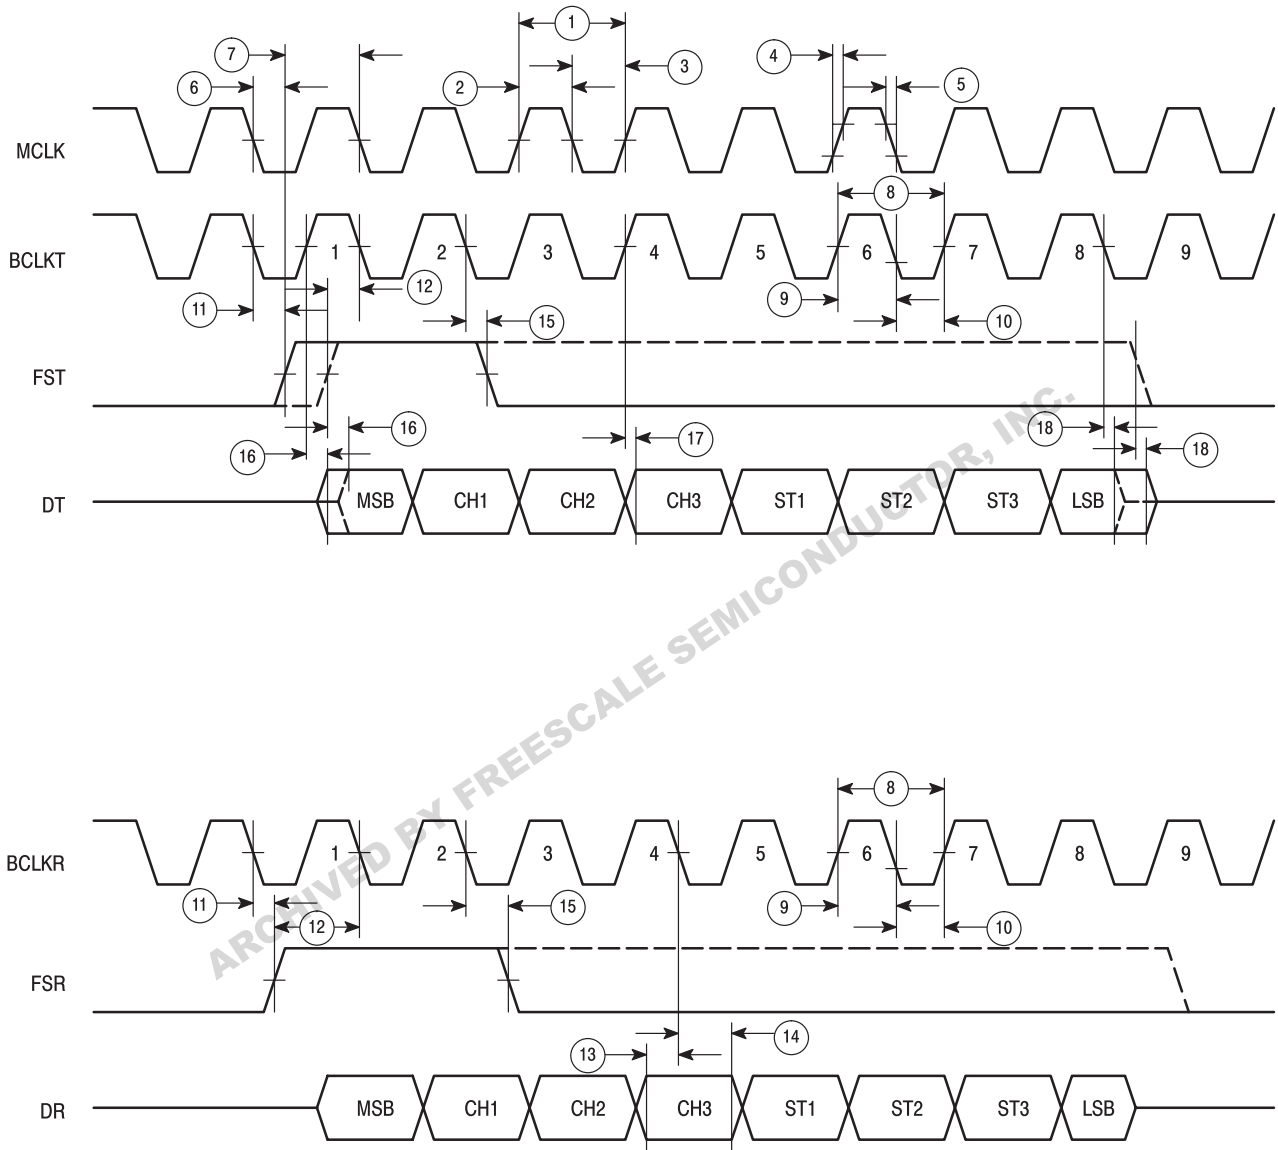 1
7
4
3
6
2
5
MCLK
8
BCLKT
1 2 3 4 5 6 7 8 9
12
11
9
15
10
FST
16
17
18
16
18
DT
MSB CH1 CH2 CH3 ST1 ST2 ST3 LSB
ARCHIVED BY FREESCALE SEMICONDUCTOR, INC.
8
BCLKR
1 2 3 4 5 6 7 8 9
11
15
9
12
10
FSR
14
13
DR
MSB CH1 CH2 CH3 ST1 ST2 ST3 LSB